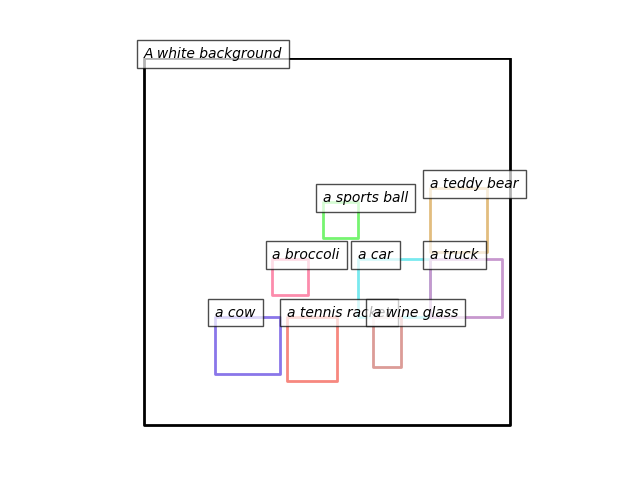 A white background
a teddy bear
a sports ball
a broccoli
a car
a truck
a cow
a tennis racket
a wine glass